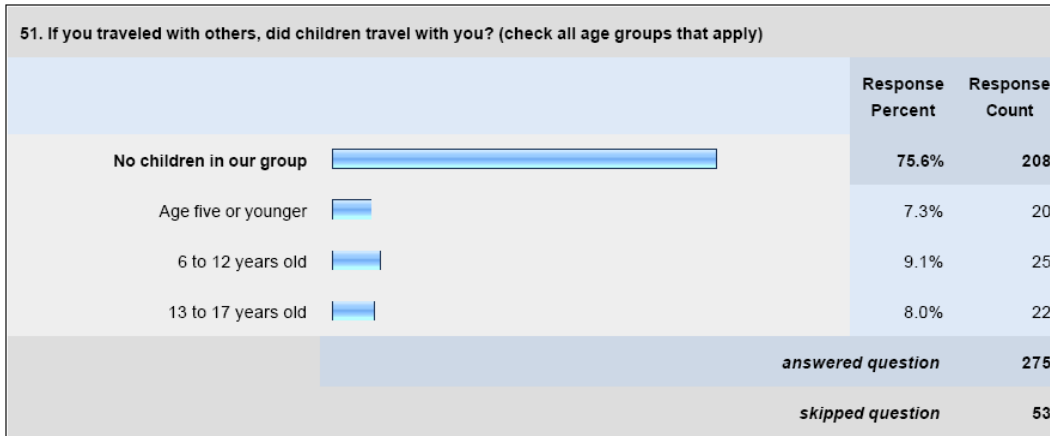 51. If you traveled with others, did children travel with you? (check all age groups that apply)
Response Percent Response Count
No children in our group 75.6% 208
Age five or younger 7.3% 20
6 to 12 years old 9.1% 25
13 to 17 years old 8.0% 22
answered question 275
skipped question 53